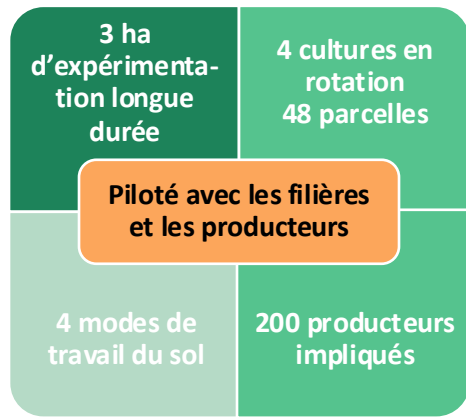 3 ha
d'expérimenta-
tion longue
durée
4 cultures en
rotation
48 parcelles
Piloté avec les filières
et les producteurs
4 modes de
travail du sol
200 producteurs
impliqués